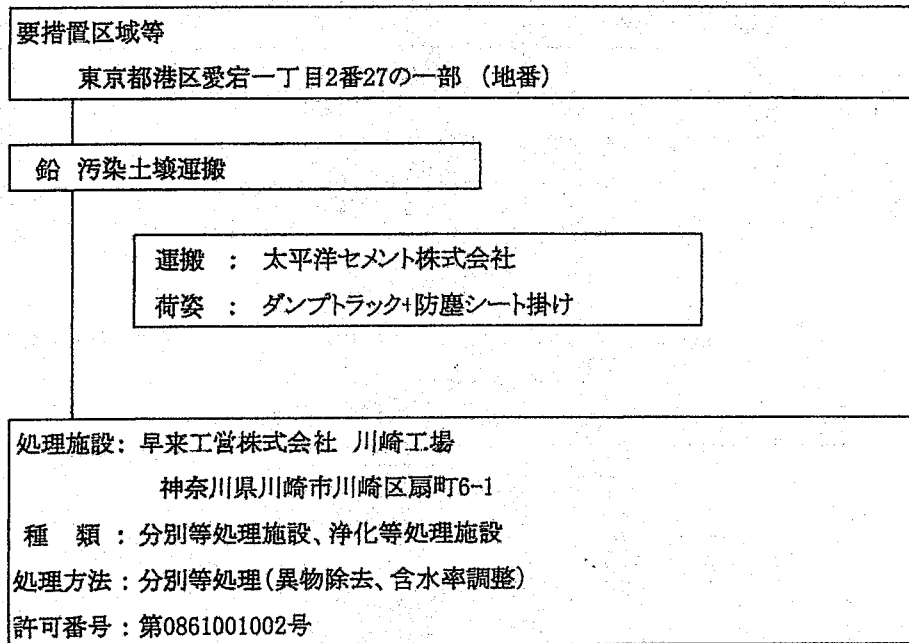 要措置区域等
東京都港区愛宕一丁目2番27の一部 (地番)
鉛 汚染土壌運搬
運搬 : 太平洋セメント株式会社
荷姿 : ダンプトラック+防塵シート掛け
処理施設: 早来工営株式会社 川崎工場
神奈川県川崎市川崎区扇町6-1
種 類 : 分別等処理施設、浄化等処理施設
処理方法 : 分別等処理(異物除去、含水率調整)
許可番号 : 第0861001002号